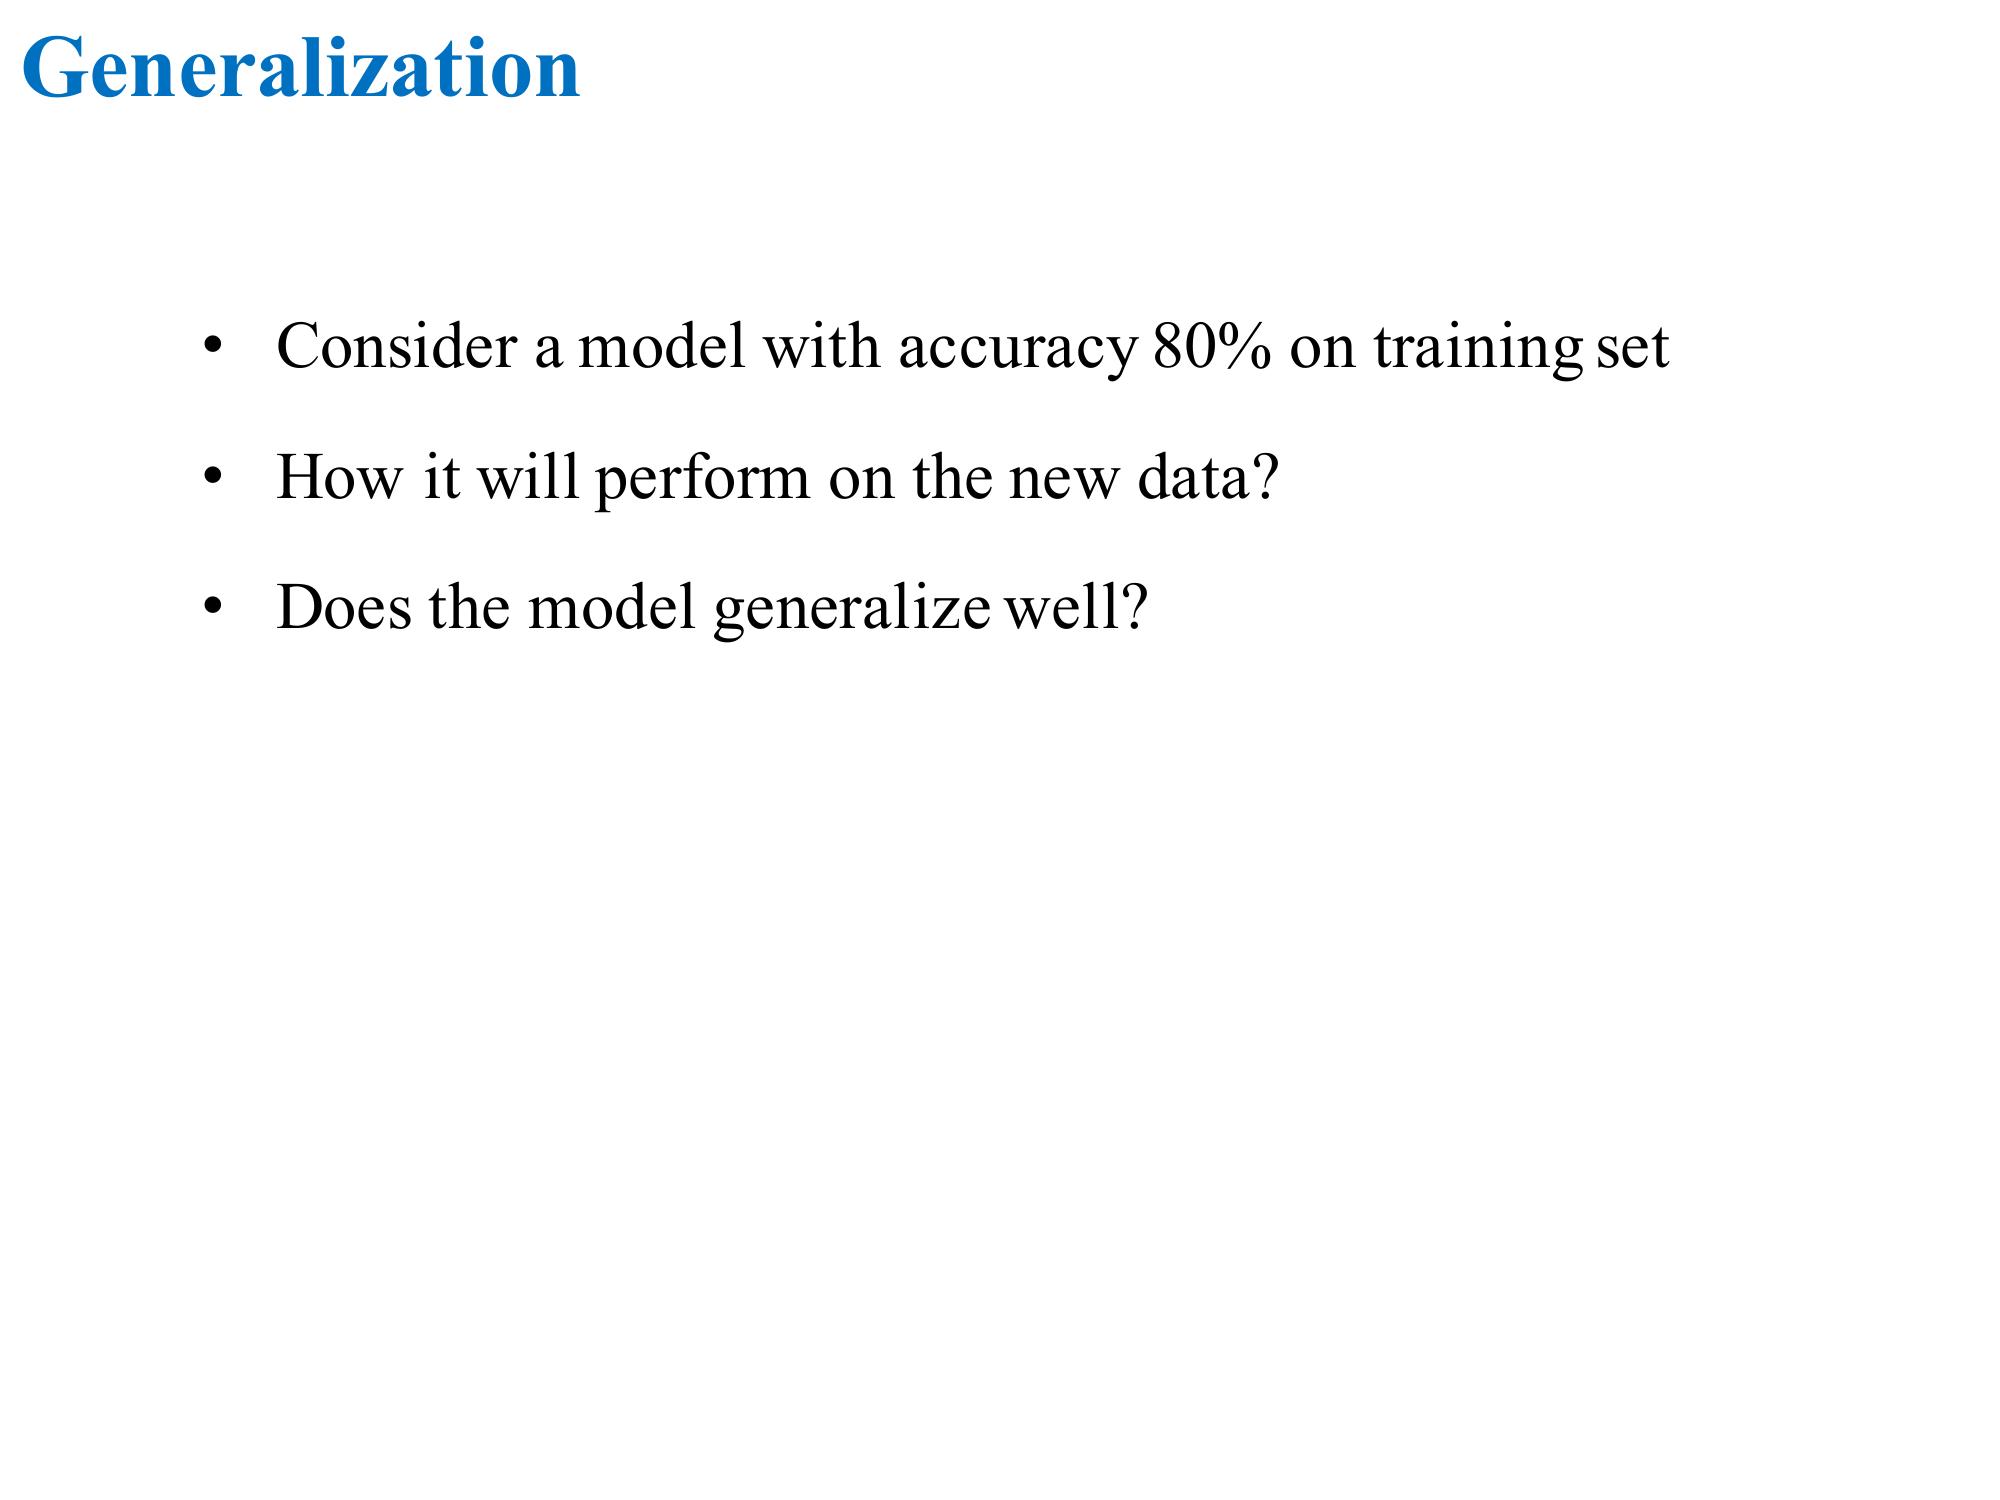 Generalization
• Consider a model with accuracy 80% on training set
• How it will perform on the new data?
• Does the model generalize well?